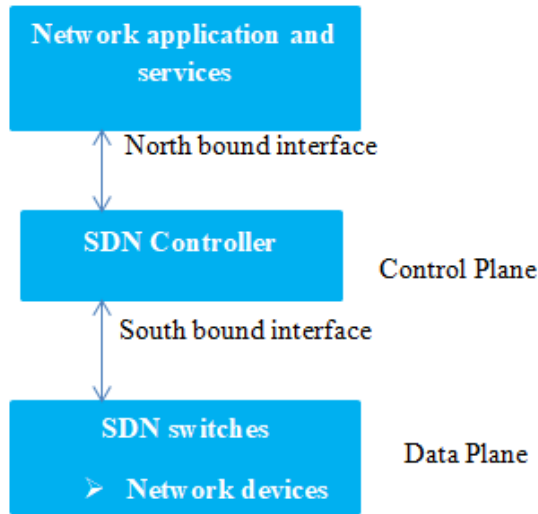 Network application and
services
North bound interface
SDN Controller
Control Plane
South bound interface
SDN switches
Data Plane
➢ Network devices